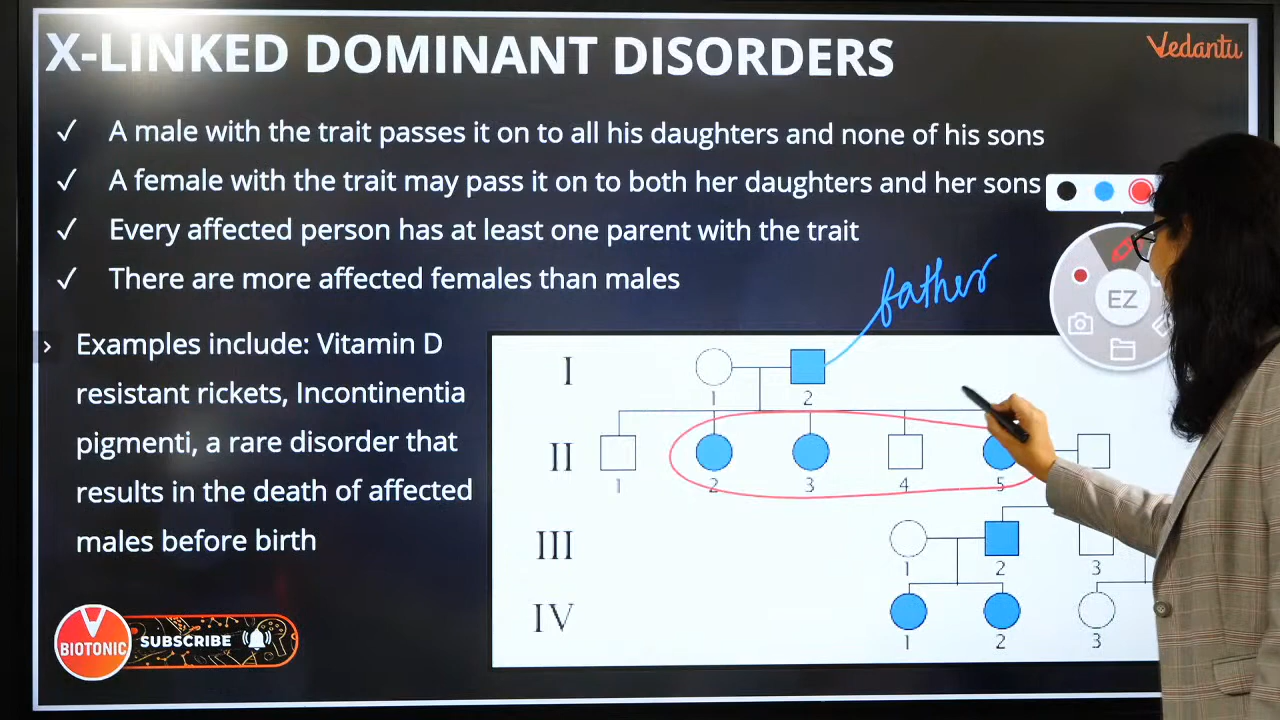 X-LINKED DOMINANT DISORDERS
Vedantu
✓ A male with the trait passes it on to all his daughters and none of his sons
✓ A female with the trait may pass it on to both her daughters and her sons
✓ Every affected person has at least one parent with the trait
✓ There are more affected females than males
father
EZ
› Examples include: Vitamin D
resistant rickets, Incontinentia
pigmenti, a rare disorder that
results in the death of affected
males before birth
I
1 2
II
1 2 3 4 5
III
1 2 3
IV
1 2 3
BIOTONIC
SUBSCRIBE